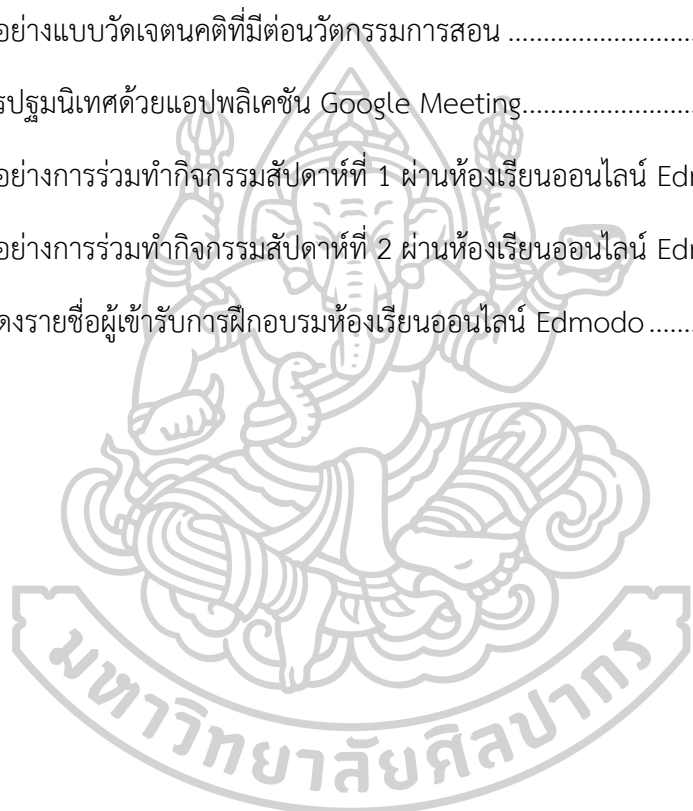 อย่างแบบวัดเจตนคติที่มีต่อนวัตกรรมการสอน ........................
รปฐมนิเทศด้วยแอปพลิเคชัน Google Meeting......................
อย่างการร่วมทำกิจกรรมสัปดาห์ที่ 1 ผ่านห้องเรียนออนไลน์ Edm
อย่างการร่วมทำกิจกรรมสัปดาห์ที่ 2 ผ่านห้องเรียนออนไลน์ Edm
ดงรายชื่อผู้เข้ารับการฝึกอบรมห้องเรียนออนไลน์ Edmodo .......
มหาวิทยาลัยศิลปากร